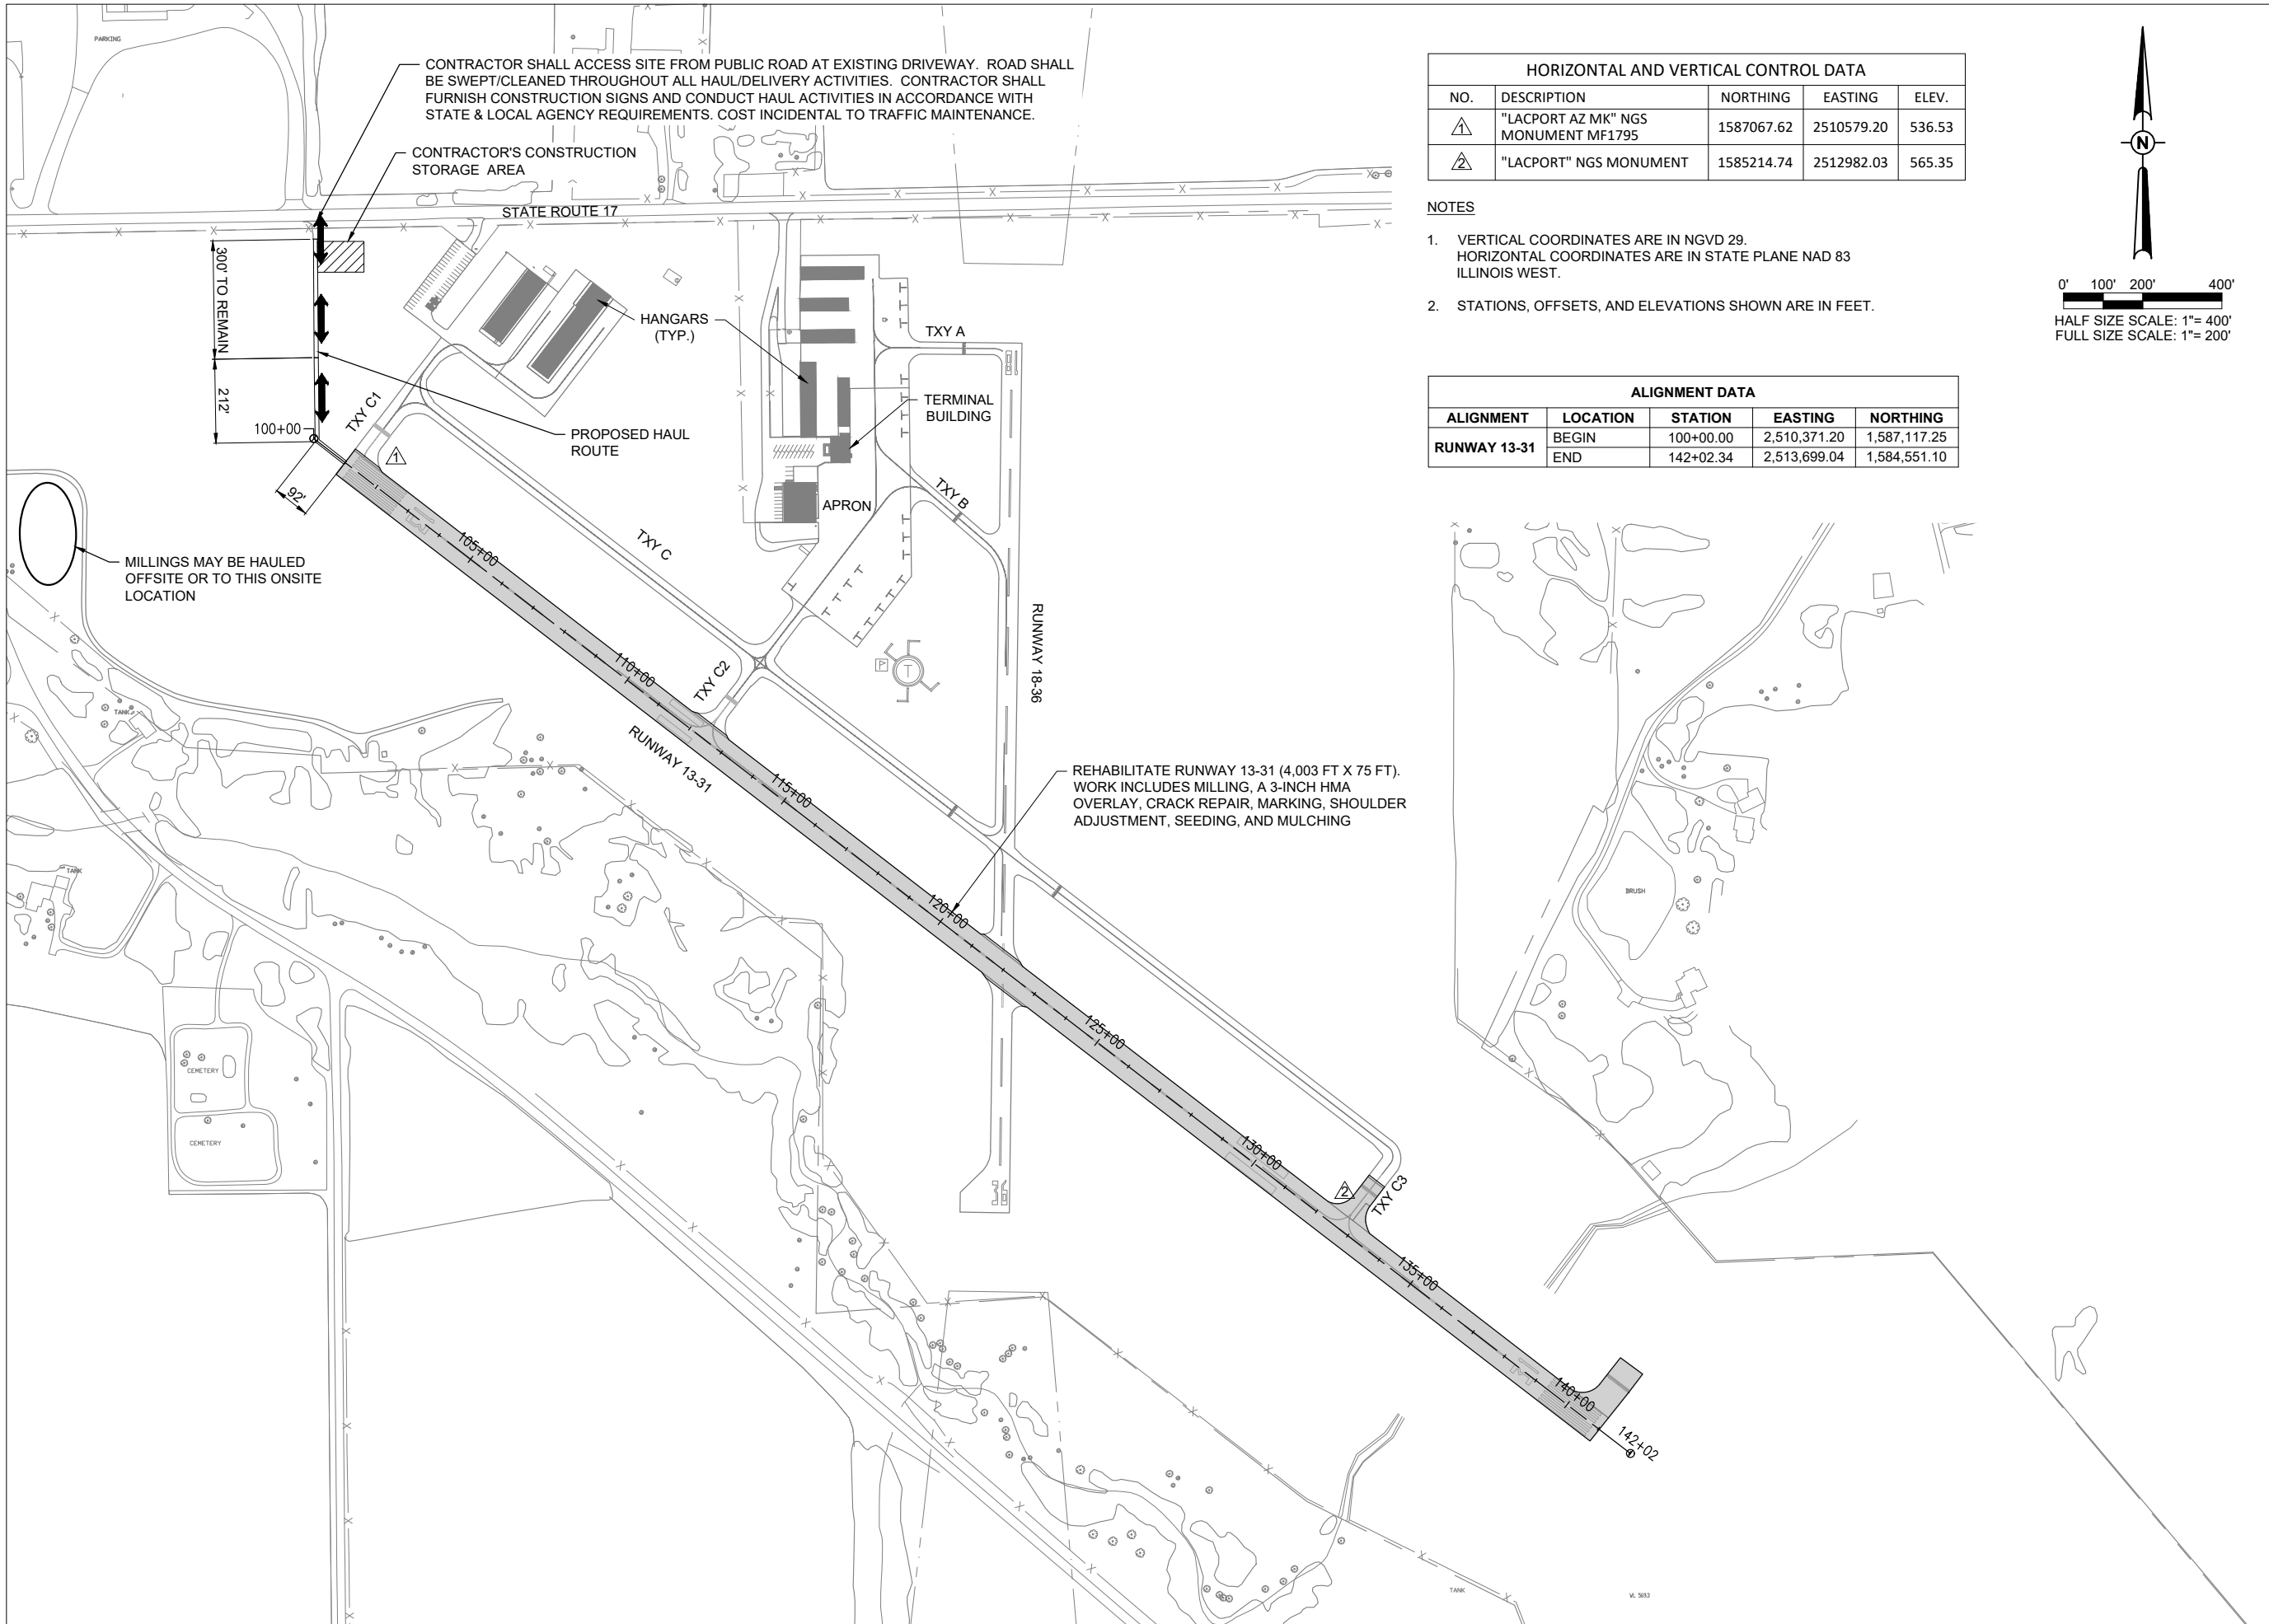 PARKING
CONTRACTOR SHALL ACCESS SITE FROM PUBLIC ROAD AT EXISTING DRIVEWAY. ROAD SHALL
BE SWEPT/CLEANED THROUGHOUT ALL HAUL/DELIVERY ACTIVITIES. CONTRACTOR SHALL
FURNISH CONSTRUCTION SIGNS AND CONDUCT HAUL ACTIVITIES IN ACCORDANCE WITH
STATE & LOCAL AGENCY REQUIREMENTS. COST INCIDENTAL TO TRAFFIC MAINTENANCE.
CONTRACTOR'S CONSTRUCTION
STORAGE AREA
STATE ROUTE 17
HORIZONTAL AND VERTICAL CONTROL DATA
NO. DESCRIPTION NORTHING EASTING ELEV.
1 "LACPORT AZ MK" NGS
MONUMENT MF1795 1587067.62 2510579.20 536.53
2 "LACPORT" NGS MONUMENT 1585214.74 2512982.03 565.35
N
NOTES
1. VERTICAL COORDINATES ARE IN NGVD 29.
HORIZONTAL COORDINATES ARE IN STATE PLANE NAD 83
ILLINOIS WEST.
2. STATIONS, OFFSETS, AND ELEVATIONS SHOWN ARE IN FEET.
0' 100' 200' 400'
HALF SIZE SCALE: 1"= 400'
FULL SIZE SCALE: 1"= 200'
ALIGNMENT DATA
ALIGNMENT LOCATION STATION EASTING NORTHING
RUNWAY 13-31 BEGIN 100+00.00 2,510,371.20 1,587,117.25
END 142+02.34 2,513,699.04 1,584,551.10
300' TO REMAIN
212'
100+00
92'
TXY C1
1
HANGARS
(TYP.)
TXY A
18
TERMINAL
BUILDING
PROPOSED HAUL
ROUTE
APRON
TXY B
TXY C
13
105+00
MILLINGS MAY BE HAULED
OFFSITE OR TO THIS ONSITE
LOCATION
RUNWAY 18-36
P
T
110+00
TXY C2
RUNWAY 13-31
115+00
TANK
TANK
REHABILITATE RUNWAY 13-31 (4,003 FT X 75 FT).
WORK INCLUDES MILLING, A 3-INCH HMA
OVERLAY, CRACK REPAIR, MARKING, SHOULDER
ADJUSTMENT, SEEDING, AND MULCHING
BRUSH
120+00
125+00
CEMETERY
CEMETERY
130+00
2
TXY C3
36
135+00
31
140+00
142+02
TANK